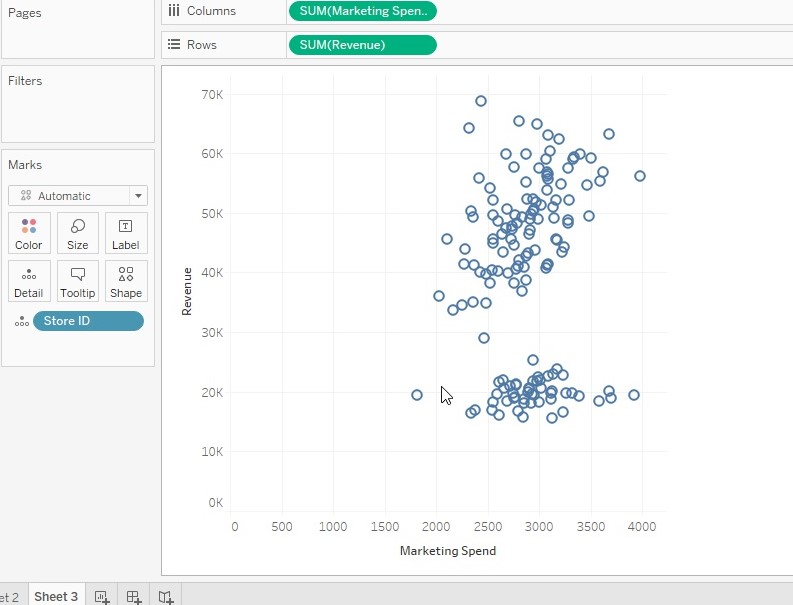 Pages
Columns
SUM(Marketing Spen..
Rows
SUM(Revenue)
Filters
Marks
Automatic
Color
Size
Label
Detail
Tooltip
Shape
Store ID
70K
60K
50K
40K
30K
20K
10K
0K
Revenue
0 500 1000 1500 2000 2500 3000 3500 4000
Marketing Spend
et 2
Sheet 3